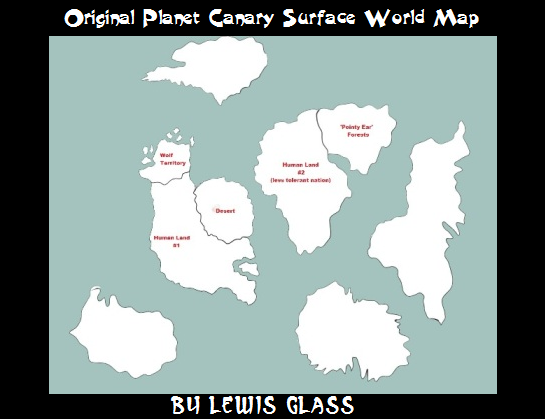 Original Planet Canary Surface World Map
'Pointy Ear'
Forests
Wolf
Territory
Human Land
#2
(less tolerant nation)
Desert
Human Land
#1
BY LEWIS GLASS